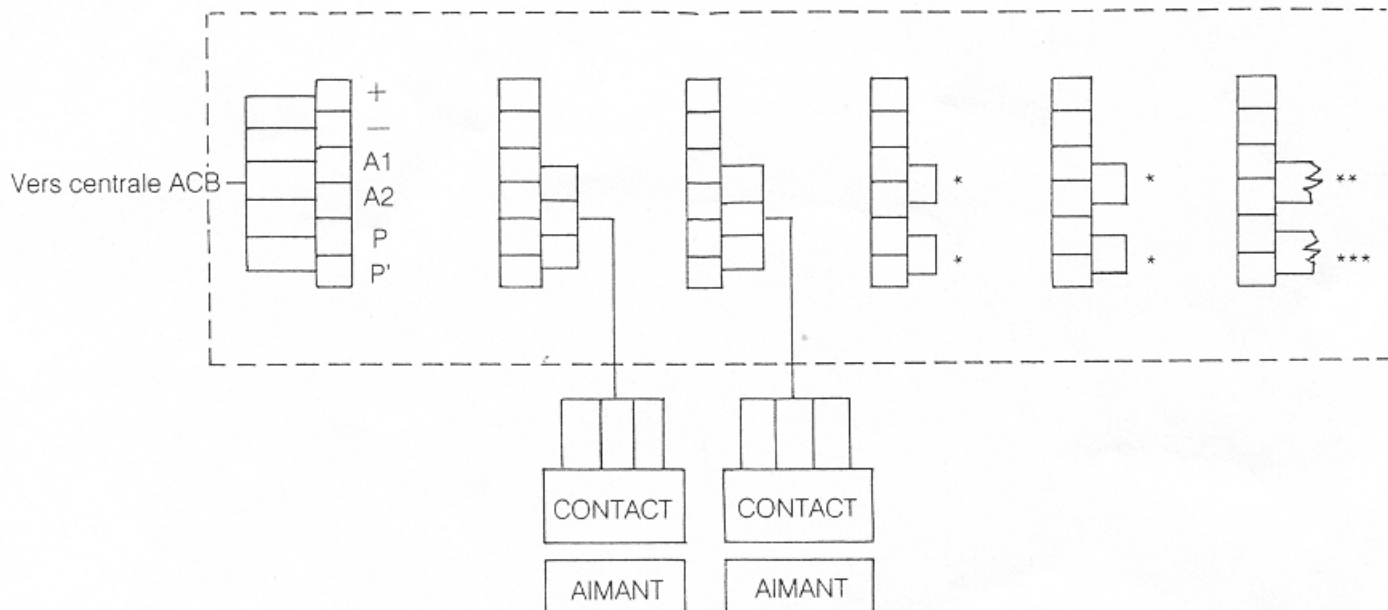 +
—
A1
A2
P
P'
Vers centrale ACB
* * **
* * ***
CONTACT CONTACT
AIMANT AIMANT